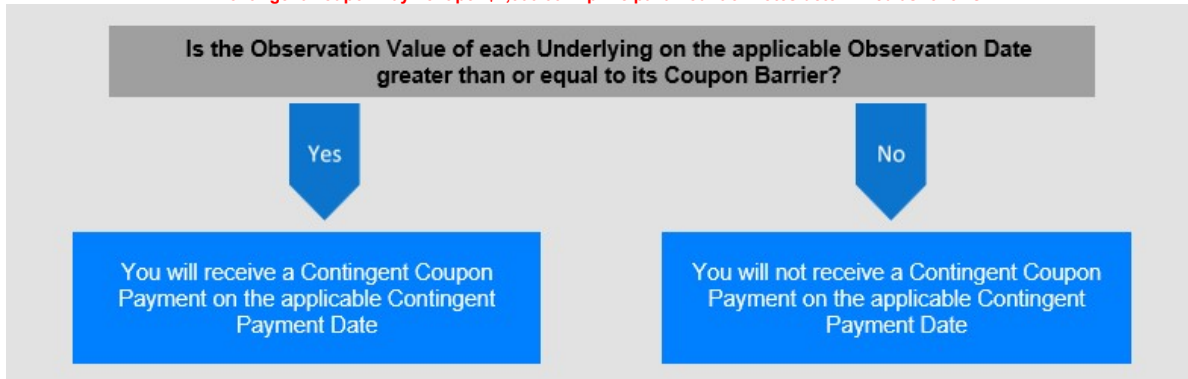 Is the Observation Value of each Underlying on the applicable Observation Date
greater than or equal to its Coupon Barrier?
Yes
No
You will receive a Contingent Coupon
Payment on the applicable Contingent
Payment Date
You will not receive a Contingent Coupon
Payment on the applicable Contingent
Payment Date